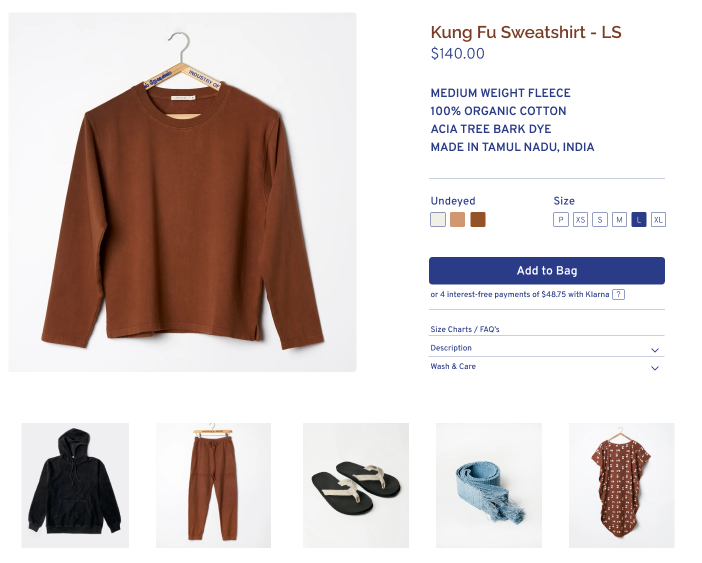 INDUSTRY OF
Kung Fu Sweatshirt - LS
$140.00
MEDIUM WEIGHT FLEECE
100% ORGANIC COTTON
ACIA TREE BARK DYE
MADE IN TAMUL NADU, INDIA
Undeyed
Size
P XS S M L XL
Add to Bag
or 4 interest-free payments of $48.75 with Klarna ?
Size Charts / FAQ's
Description
Wash & Care